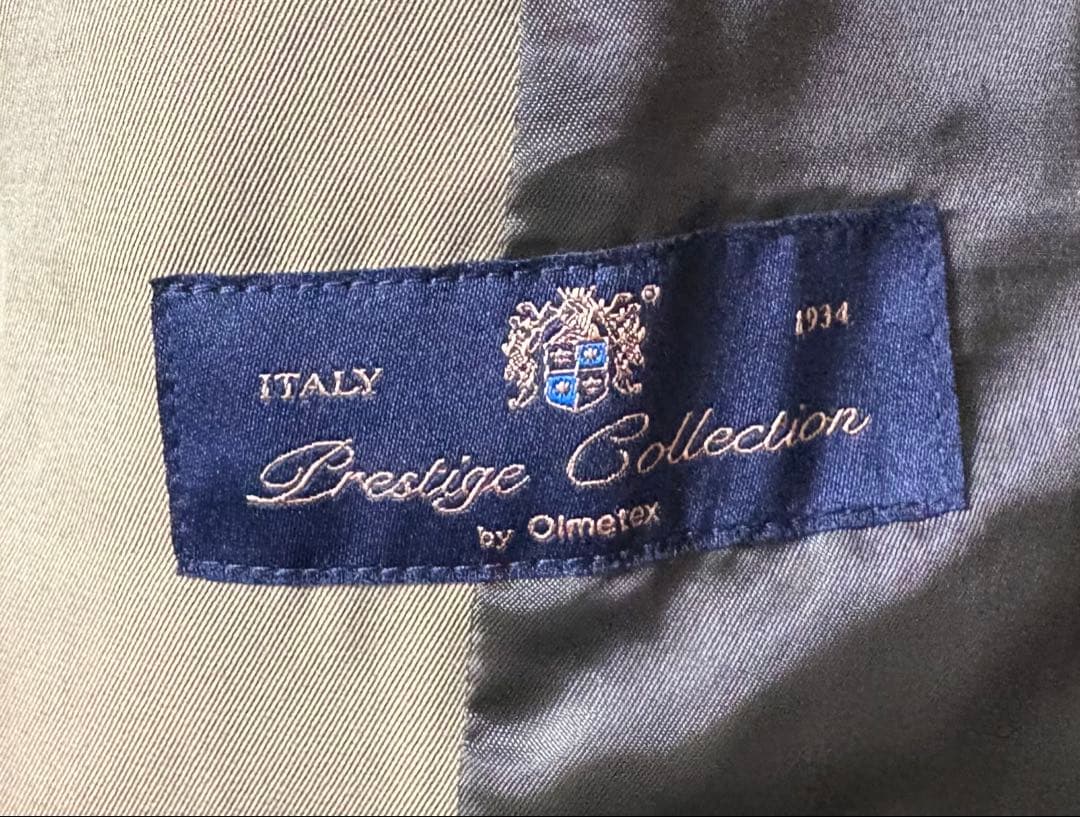 ITALY 1934
Prestige Collection
by Olmetex